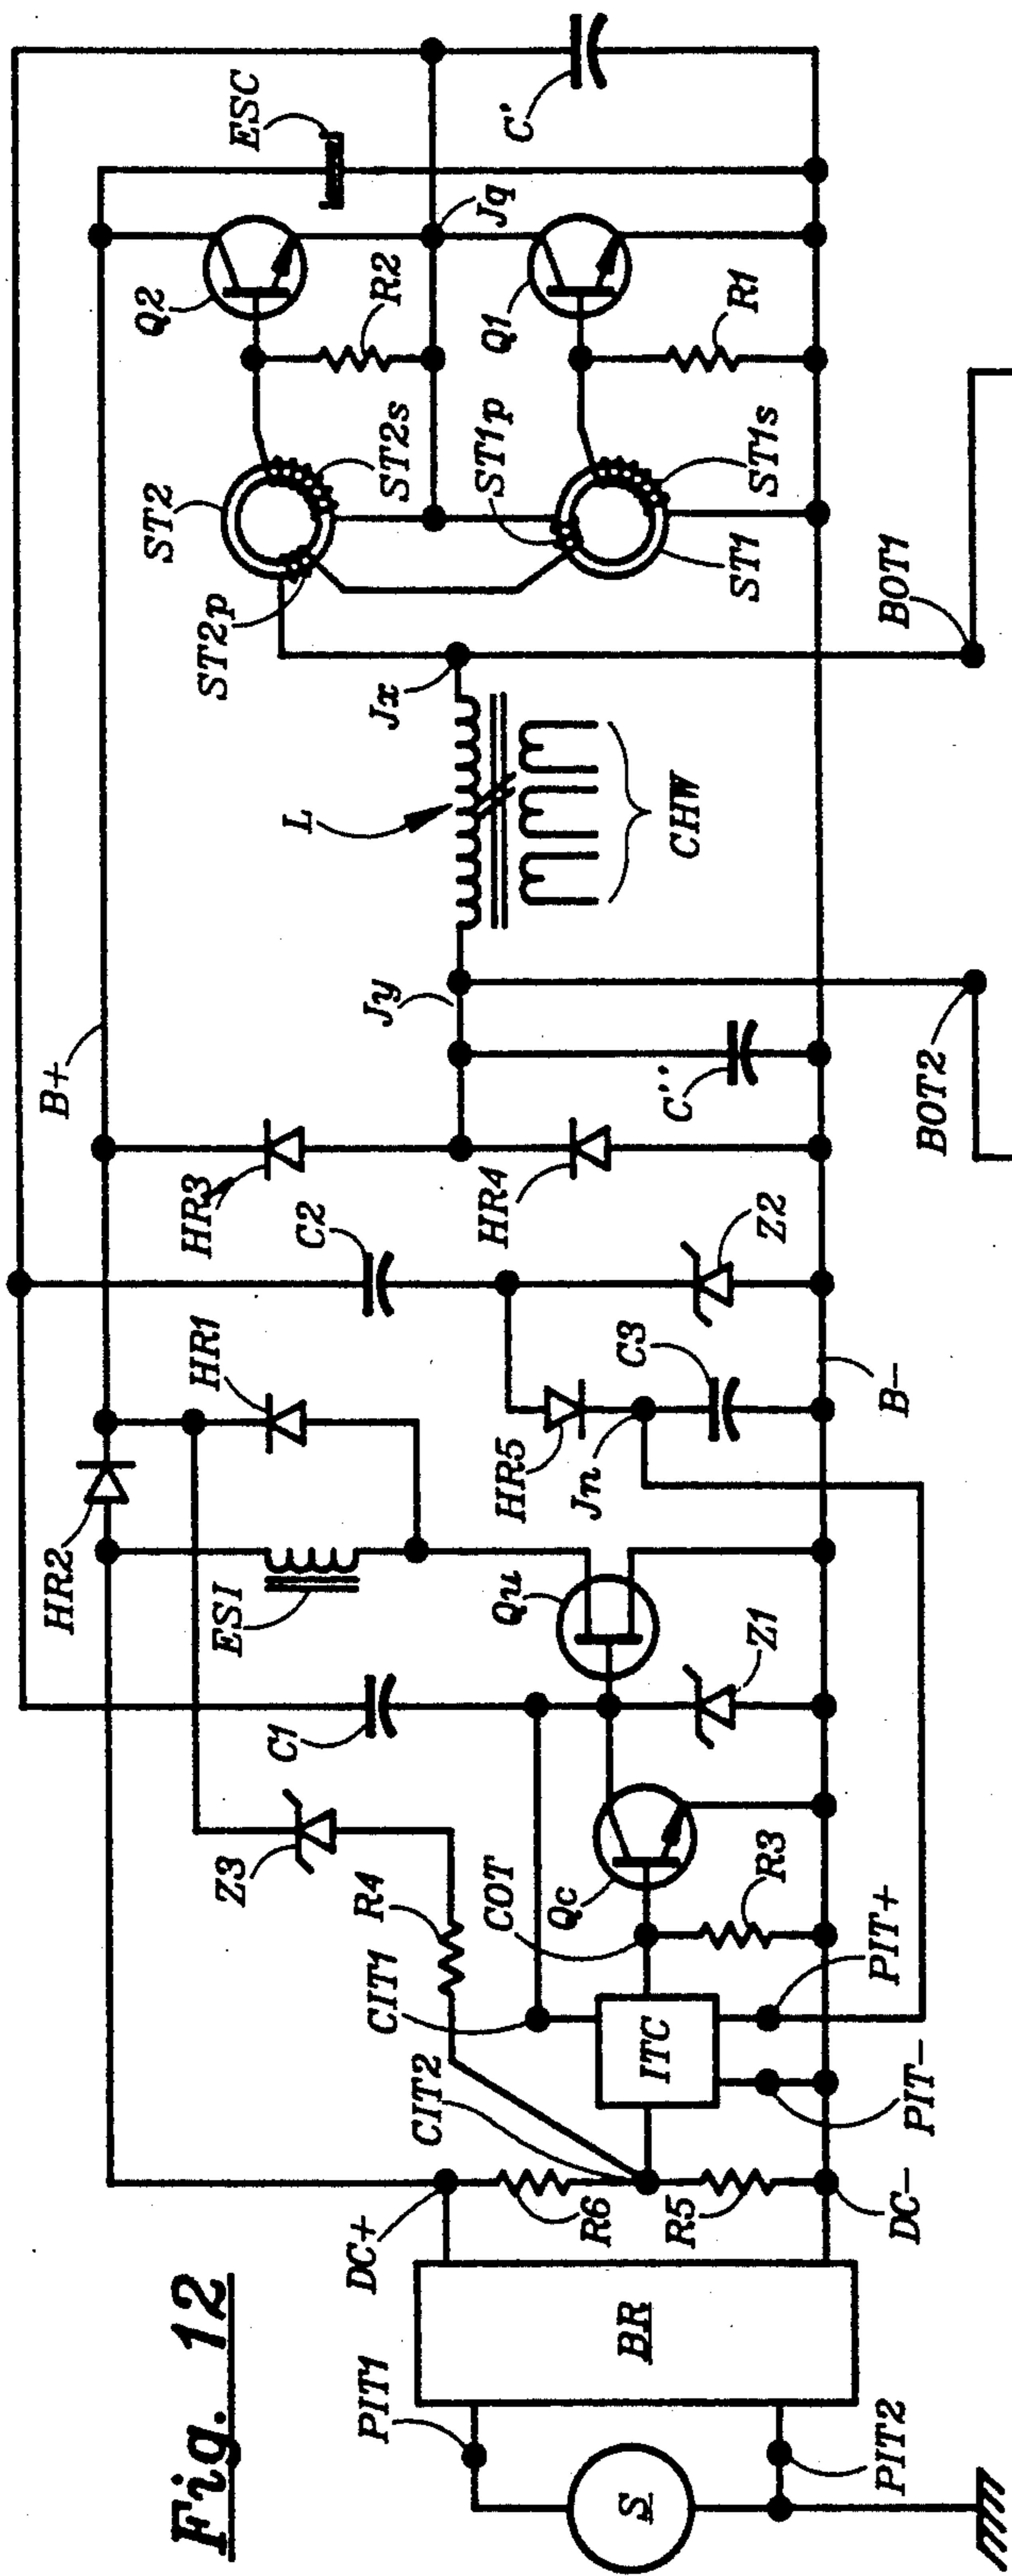 Fig. 12
S
PIT1
PIT2
BR
DC+
DC-
R6
R5
CIT2
CIT1
ITC
PIT-
PIT+
COT
R4
R3
Qc
Z3
C1
Z1
Qu
ESI
HR2
HR1
HR5
Jn
C3
B-
C2
Z2
HR3
HR4
B+
C''
Jy
BOT2
L
CHW
Jx
BOT1
ST2p
ST2
ST2s
ST1p
ST1s
ST1
Q2
R2
Q1
R1
Jq
ESC
C'